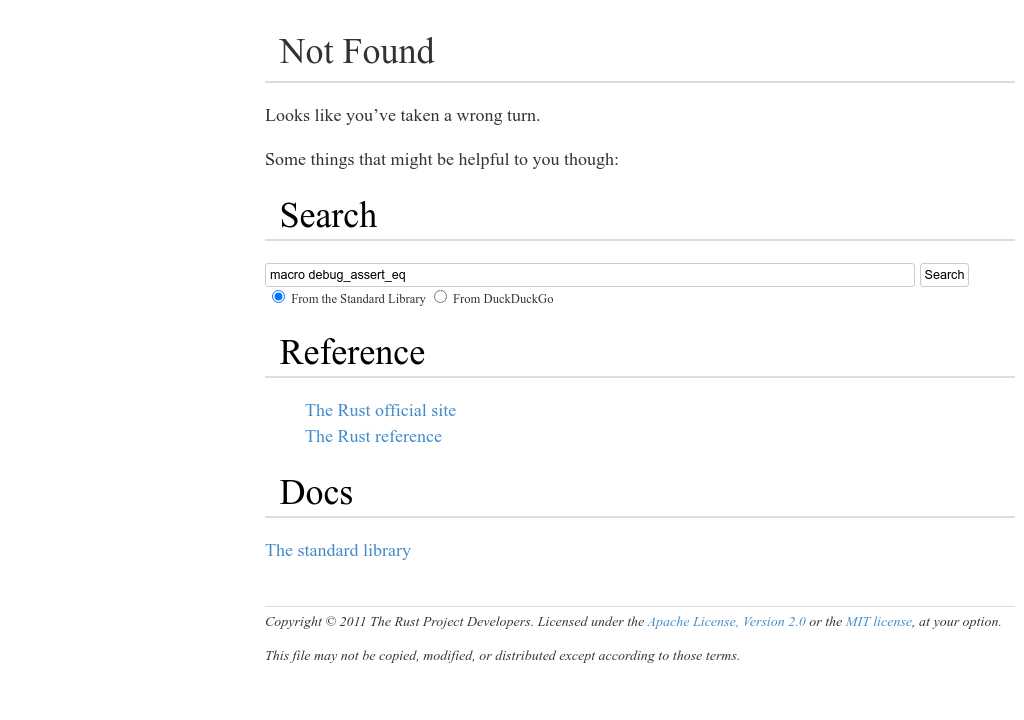 Not Found
Looks like you’ve taken a wrong turn.
Some things that might be helpful to you though:
Search
macro debug_assert_eq Search
From the Standard Library From DuckDuckGo
Reference
The Rust official site
The Rust reference
Docs
The standard library
Copyright © 2011 The Rust Project Developers. Licensed under the Apache License, Version 2.0 or the MIT license, at your option.
This file may not be copied, modified, or distributed except according to those terms.